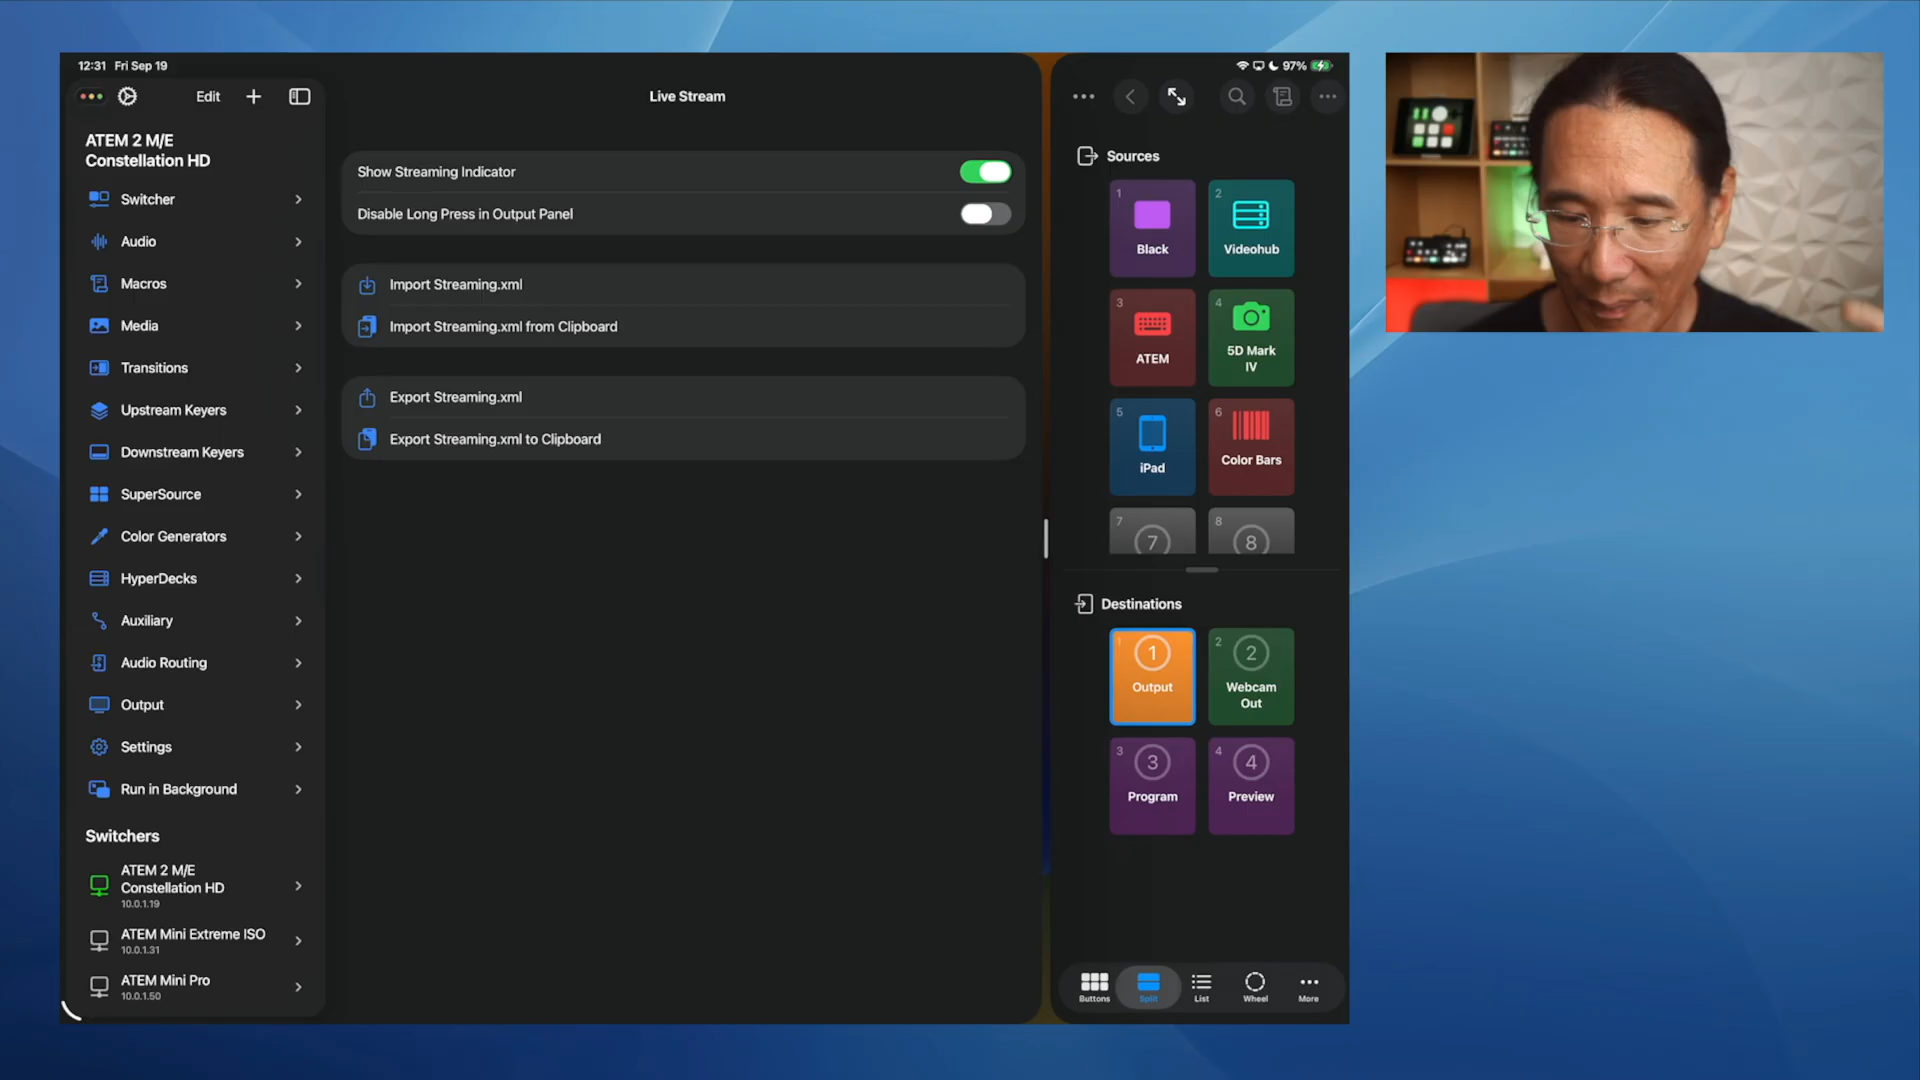 12:31 Fri Sep 19
97%
Edit
Live Stream
ATEM 2 M/E
Constellation HD
Switcher
Audio
Macros
Media
Transitions
Upstream Keyers
Downstream Keyers
SuperSource
Color Generators
HyperDecks
Auxiliary
Audio Routing
Output
Settings
Run in Background
Switchers
ATEM 2 M/E
Constellation HD
10.0.1.19
ATEM Mini Extreme ISO
10.0.1.31
ATEM Mini Pro
10.0.1.50
Show Streaming Indicator
Disable Long Press in Output Panel
Import Streaming.xml
Import Streaming.xml from Clipboard
Export Streaming.xml
Export Streaming.xml to Clipboard
Sources
1
Black
2
Videohub
3
ATEM
4
5D Mark
IV
5
iPad
6
Color Bars
7
7
8
8
Destinations
1
1
Output
2
2
Webcam
Out
3
3
Program
4
4
Preview
Buttons
Split
List
Wheel
More